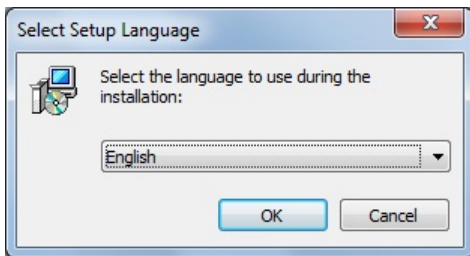 Select Setup Language
Select the language to use during the
installation:
English
OK
Cancel